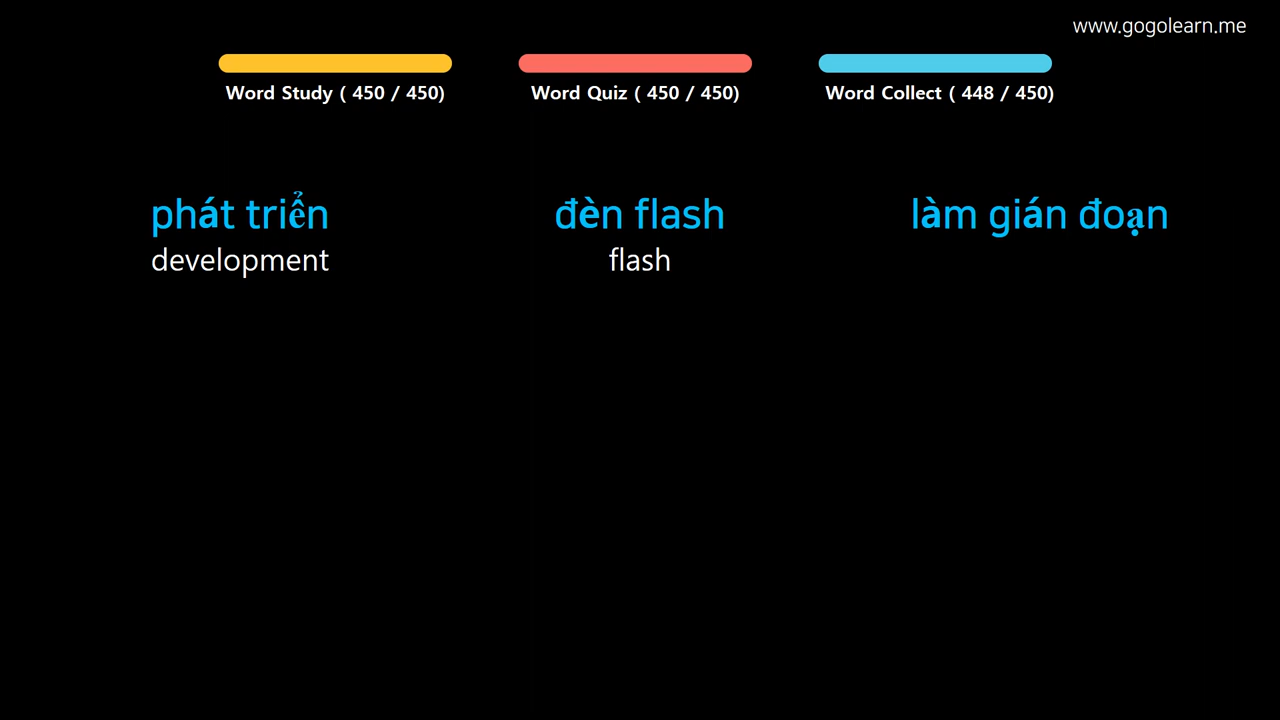 www.gogolearn.me
Word Study ( 450 / 450)
Word Quiz ( 450 / 450)
Word Collect ( 448 / 450)
phát triển
development
đèn flash
flash
làm gián đoạn